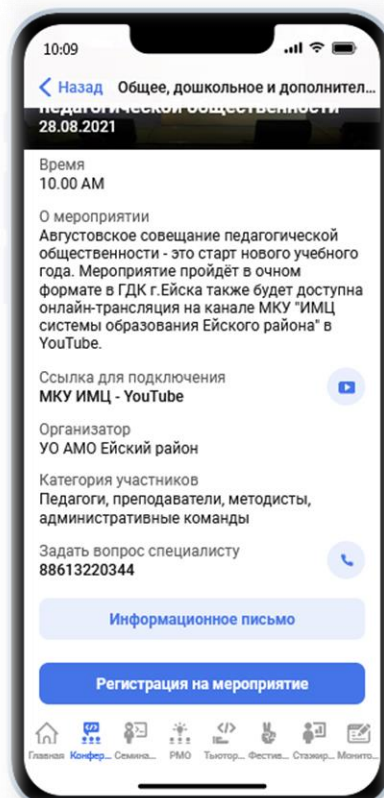 10:09
Назад Общее, дошкольное и дополнител...
педагогической общественности
28.08.2021
Время
10.00 AM
О мероприятии
Августовское совещание педагогической
общественности - это старт нового учебного
года. Мероприятие пройдёт в очном
формате в ГДК г.Ейска также будет доступна
онлайн-трансляция на канале МКУ "ИМЦ
системы образования Ейского района" в
YouTube.
Ссылка для подключения
МКУ ИМЦ - YouTube
Организатор
УО АМО Ейский район
Категория участников
Педагоги, преподаватели, методисты,
административные команды
Задать вопрос специалисту
88613220344
Информационное письмо
Регистрация на мероприятие
Главная Конфер... Семина... РМО Тьютор... Фестив... Стажир... Монито...